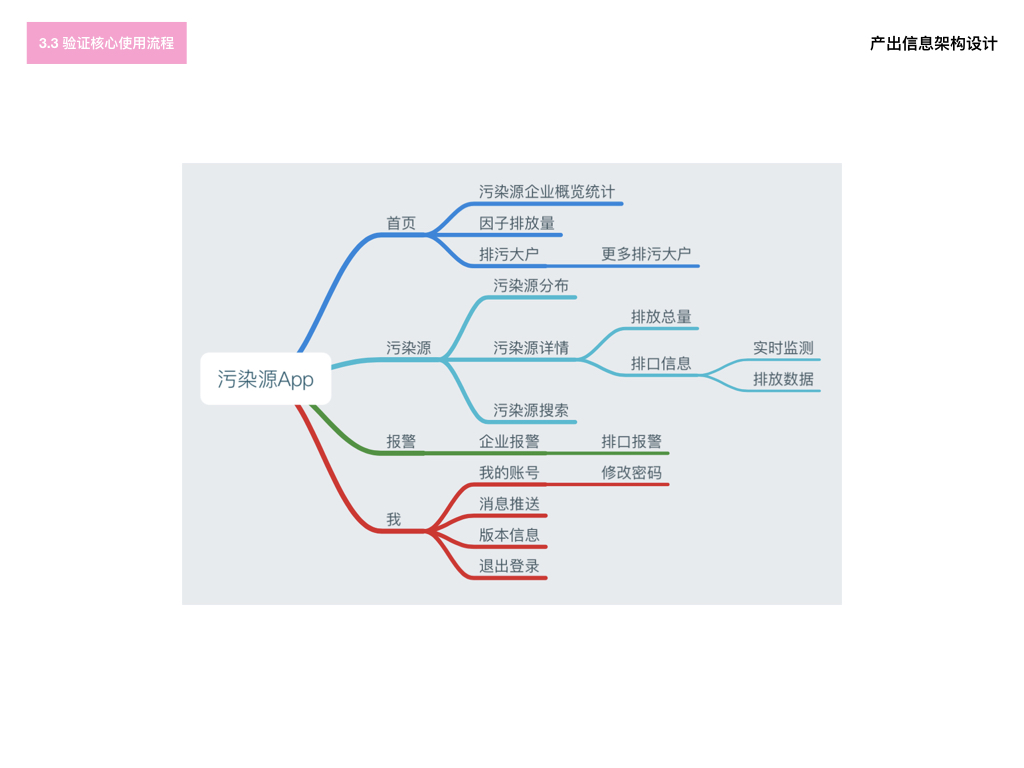 3.3 验证核心使用流程
产出信息架构设计
污染源App
首页
污染源企业概览统计
因子排放量
排污大户
更多排污大户
污染源
污染源分布
污染源详情
排放总量
排口信息
实时监测
排放数据
污染源搜索
报警
企业报警
排口报警
我
我的账号
修改密码
消息推送
版本信息
退出登录